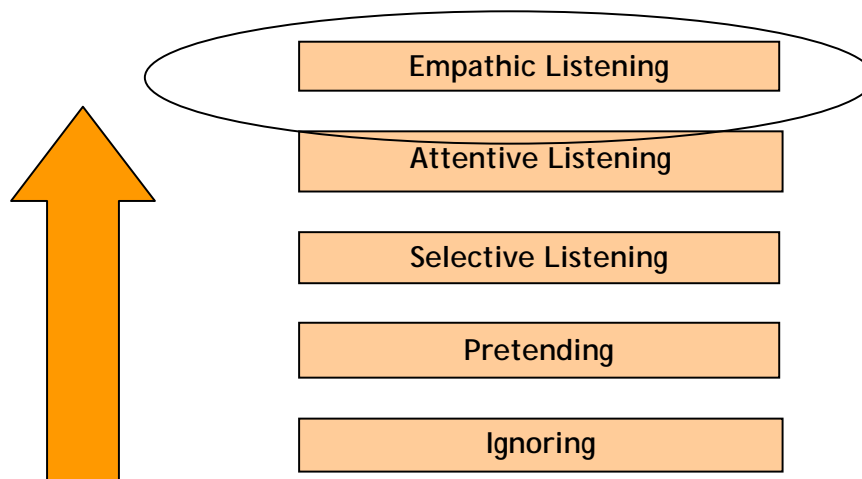 Empathic Listening
Attentive Listening
Selective Listening
Pretending
Ignoring